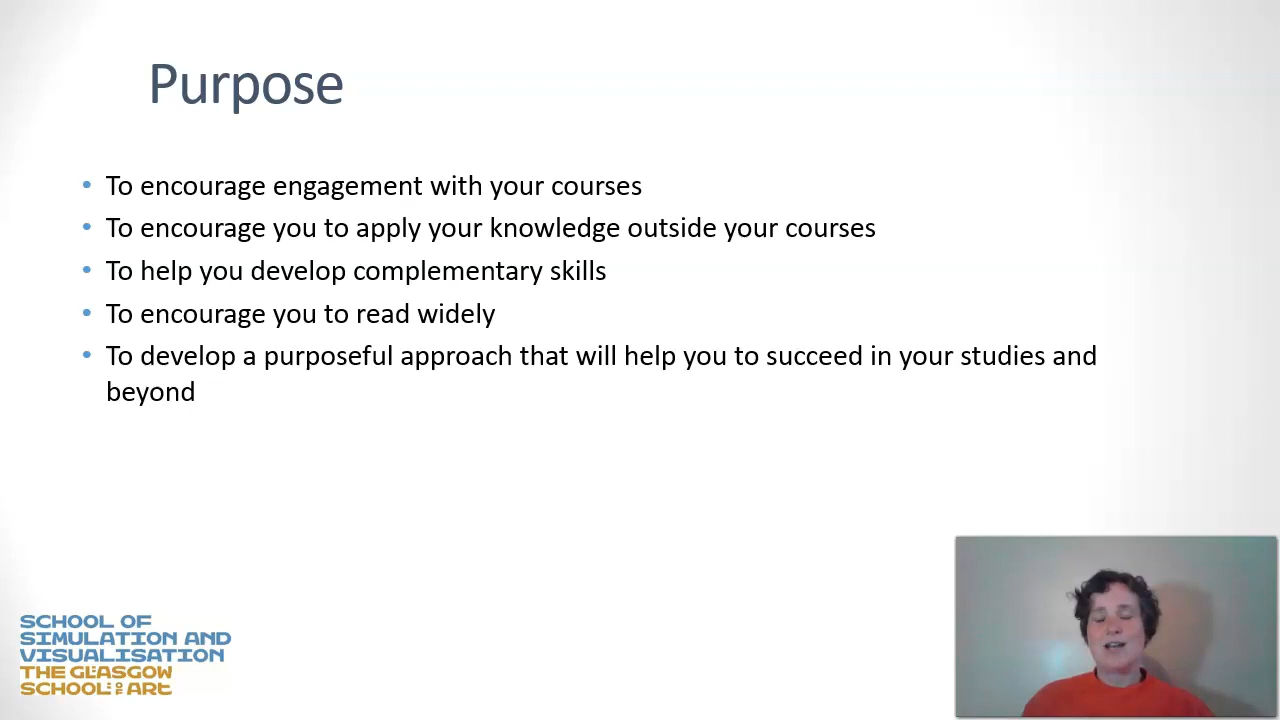 Purpose
• To encourage engagement with your courses
• To encourage you to apply your knowledge outside your courses
• To help you develop complementary skills
• To encourage you to read widely
• To develop a purposeful approach that will help you to succeed in your studies and
beyond
SCHOOL OF
SIMULATION AND
VISUALISATION
THE GLASGOW
SCHOOL OF ART